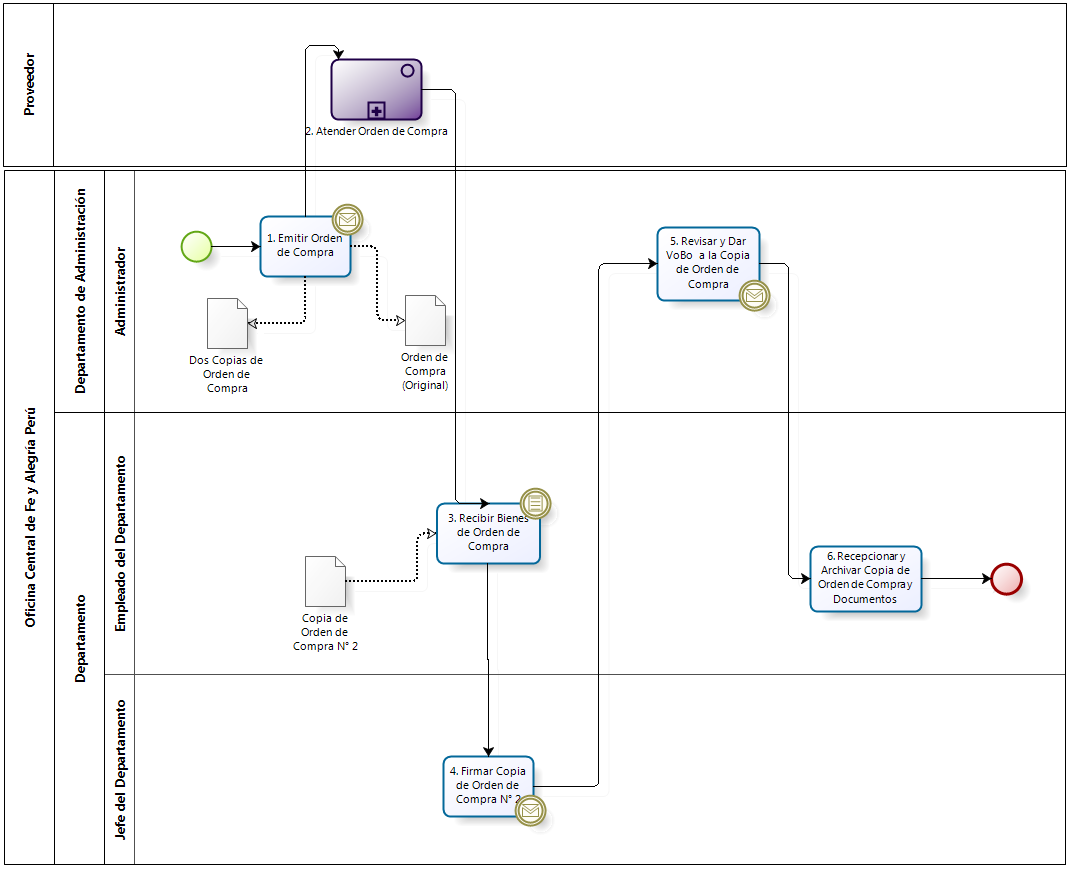 Proveedor
2. Atender Orden de Compra
Oficina Central de Fe y Alegría Perú
Departamento de Administración
Administrador
1. Emitir Orden
de Compra
Dos Copias de
Orden de
Compra
Orden de
Compra
(Original)
5. Revisar y Dar
VoBo a la Copia
de Orden de
Compra
Departamento
Empleado del Departamento
3. Recibir Bienes
de Orden de
Compra
Copia de
Orden de
Compra N° 2
6. Recepcionar y
Archivar Copia de
Orden de Compra y
Documentos
Jefe del Departamento
4. Firmar Copia
de Orden de
Compra N° 2